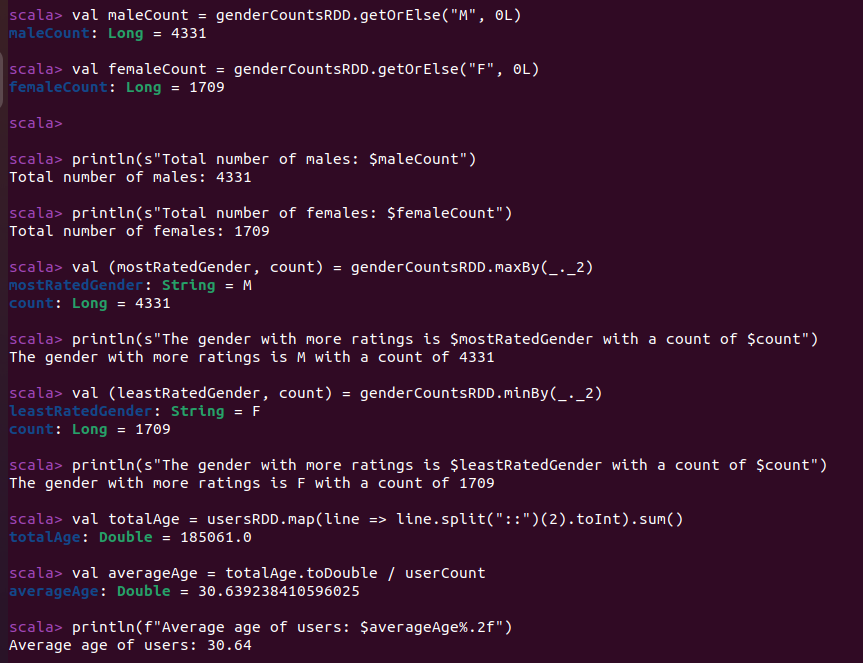 scala> val maleCount = genderCountsRDD.getOrElse("M", 0L)
maleCount: Long = 4331
scala> val femaleCount = genderCountsRDD.getOrElse("F", 0L)
femaleCount: Long = 1709
scala>
scala> println(s"Total number of males: $maleCount")
Total number of males: 4331
scala> println(s"Total number of females: $femaleCount")
Total number of females: 1709
scala> val (mostRatedGender, count) = genderCountsRDD.maxBy(_._2)
mostRatedGender: String = M
count: Long = 4331
scala> println(s"The gender with more ratings is $mostRatedGender with a count of $count")
The gender with more ratings is M with a count of 4331
scala> val (leastRatedGender, count) = genderCountsRDD.minBy(_._2)
leastRatedGender: String = F
count: Long = 1709
scala> println(s"The gender with more ratings is $leastRatedGender with a count of $count")
The gender with more ratings is F with a count of 1709
scala> val totalAge = usersRDD.map(line => line.split("::")(2).toInt).sum()
totalAge: Double = 185061.0
scala> val averageAge = totalAge.toDouble / userCount
averageAge: Double = 30.639238410596025
scala> println(f"Average age of users: $averageAge%.2f")
Average age of users: 30.64